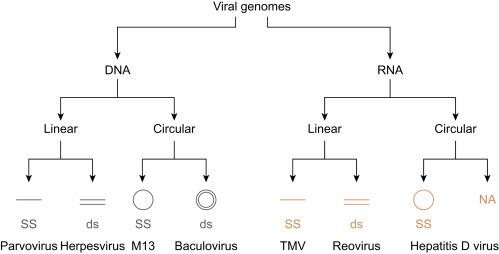 Viral genomes
DNA RNA
Linear Circular Linear Circular
NA
SS ds SS ds SS ds SS
Parvovirus Herpesvirus M13 Baculovirus TMV Reovirus Hepatitis D virus